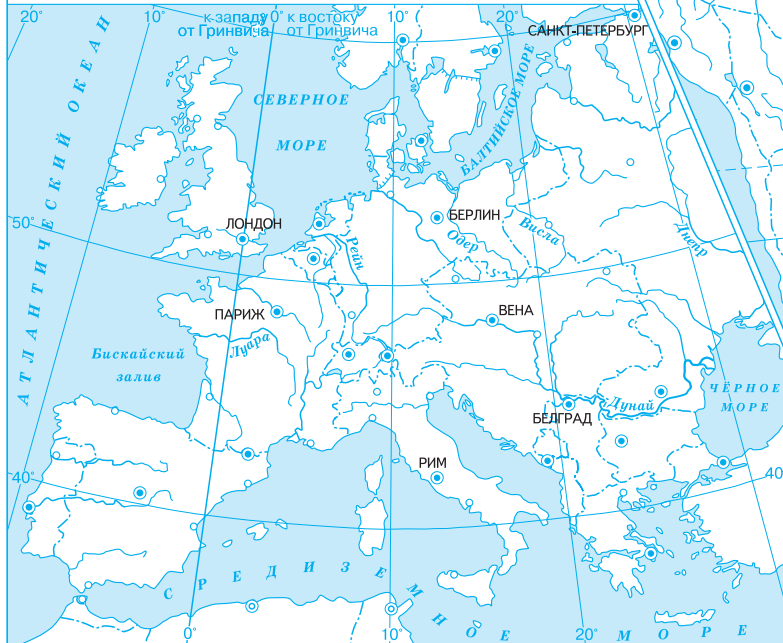 20° 10° к западу 0° к востоку 10° 20°
от Гринвича от Гринвича
САНКТ-ПЕТЕРБУРГ
АТЛАНТИЧЕСКИЙ ОКЕАН
СЕВЕРНОЕ
МОРЕ
БАЛТИЙСКОЕ МОРЕ
50°
ЛОНДОН
БЕРЛИН
Рейн
Одер
Висла
Днепр
ПАРИЖ
ВЕНА
Луара
Бискайский
залив
ЧЁРНОЕ
МОРЕ
Дунай
БЕЛГРАД
РИМ
40° 40°
СРЕДИЗЕМНОЕ МОРЕ
0° 10° 20°